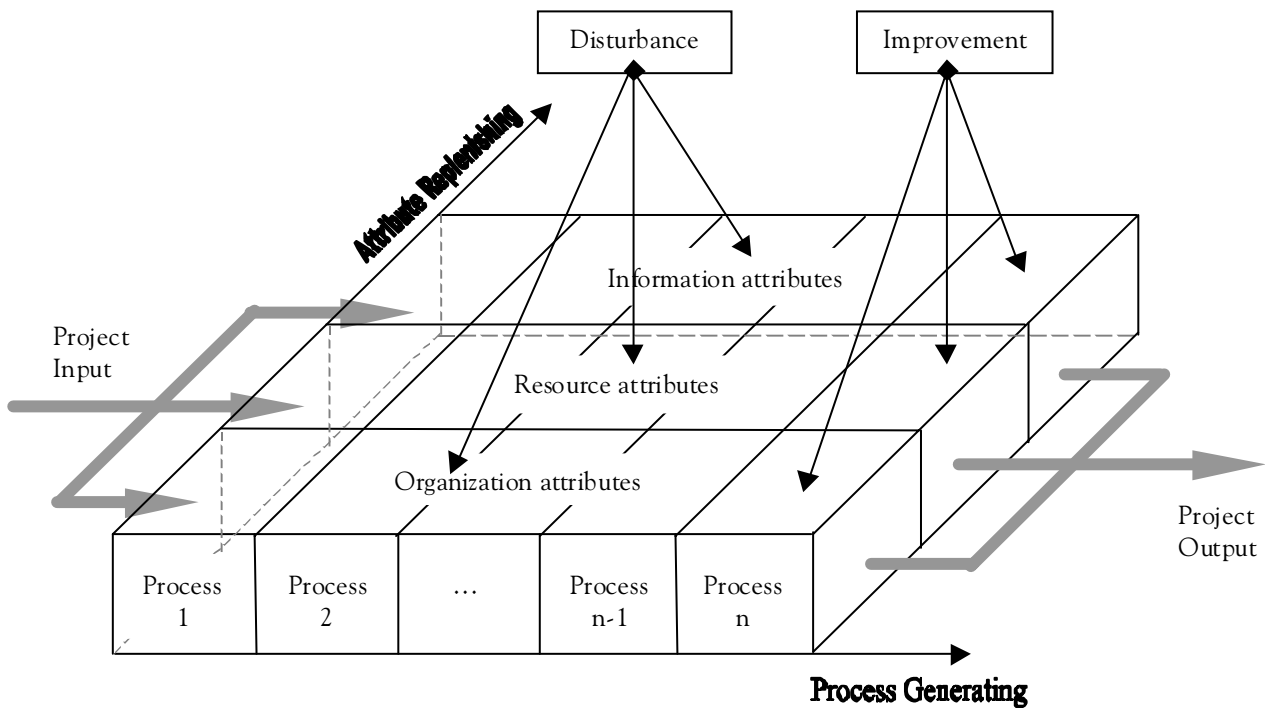 Disturbance
Improvement
Attribute Replenishing
Information attributes
Project
Input
Resource attributes
Organization attributes
Project
Output
Process
1
Process
2
...
Process
n-1
Process
n
Process Generating